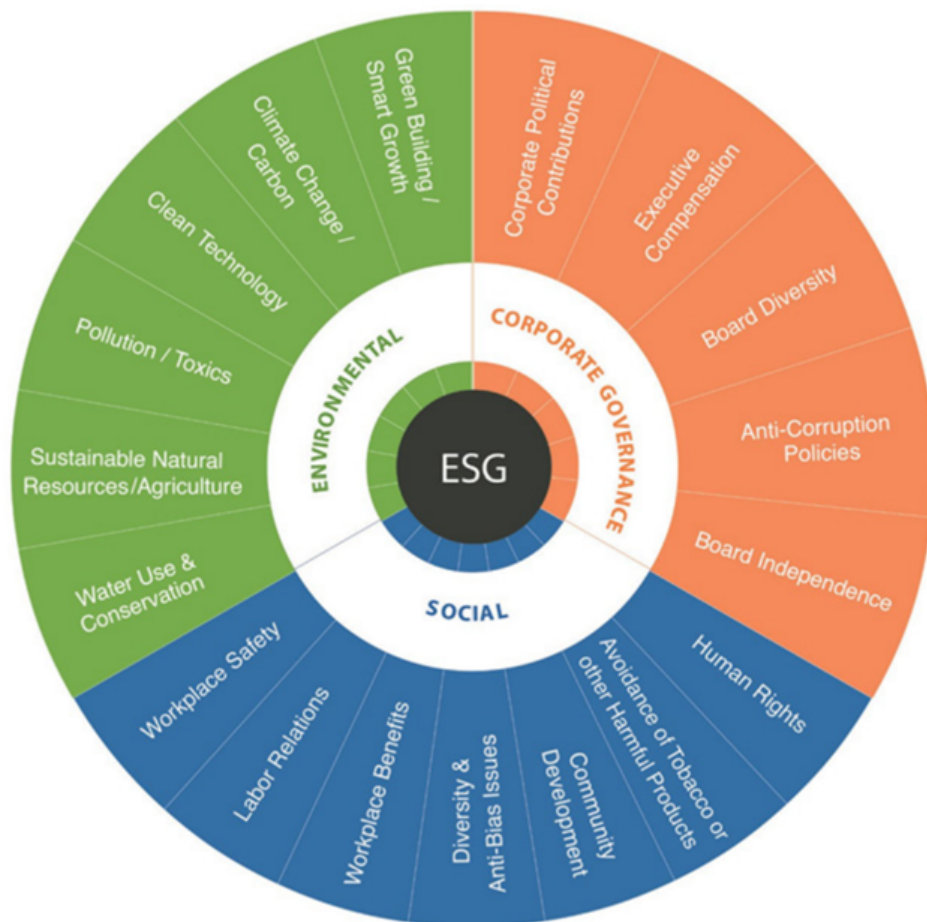 Green Building /
Smart Growth
Climate Change /
Carbon
Clean Technology
Pollution / Toxics
Sustainable Natural
Resources/Agriculture
Water Use &
Conservation
Corporate Political
Contributions
Executive
Compensation
Board Diversity
Anti-Corruption
Policies
Board Independence
ENVIRONMENTAL
CORPORATE GOVERNANCE
ESG
SOCIAL
Workplace Safety
Labor Relations
Workplace Benefits
Diversity &
Anti-Bias Issues
Community
Development
Avoidance of Tobacco or
other Harmful Products
Human Rights